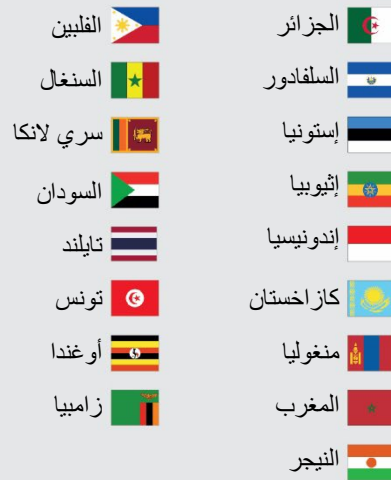 الجزائر
السلفادور
إستونيا
إثيوبيا
إندونيسيا
كازاخستان
منغوليا
المغرب
النيجر
الفلبين
السنغال
سري لانكا
السودان
تايلند
تونس
أوغندا
زامبيا